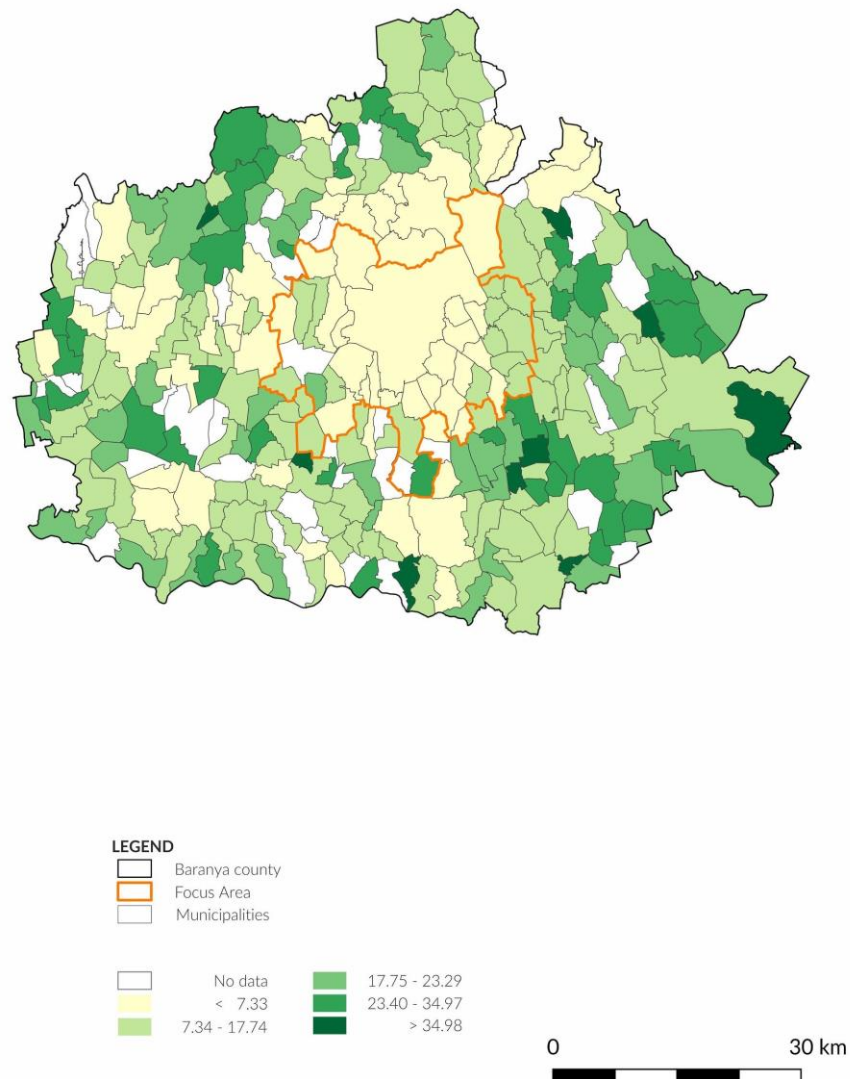 LEGEND
Baranya county
Focus Area
Municipalities
No data
< 7.33
7.34 - 17.74
17.75 - 23.29
23.40 - 34.97
> 34.98
0 30 km